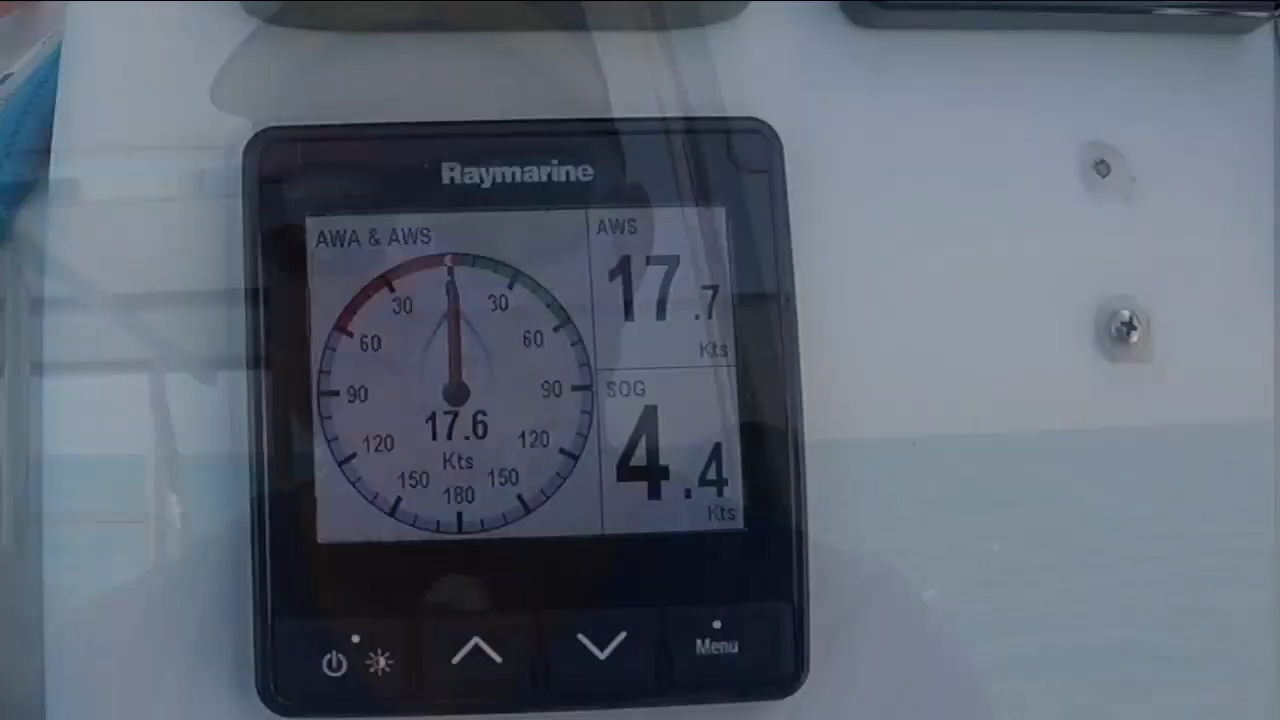 Raymarine
AWA & AWS
30 30
60 60
90 90
17.6
120 120
Kts
150 150
180
AWS
17.7
Kts
SOG
4.4
Kts
Menu